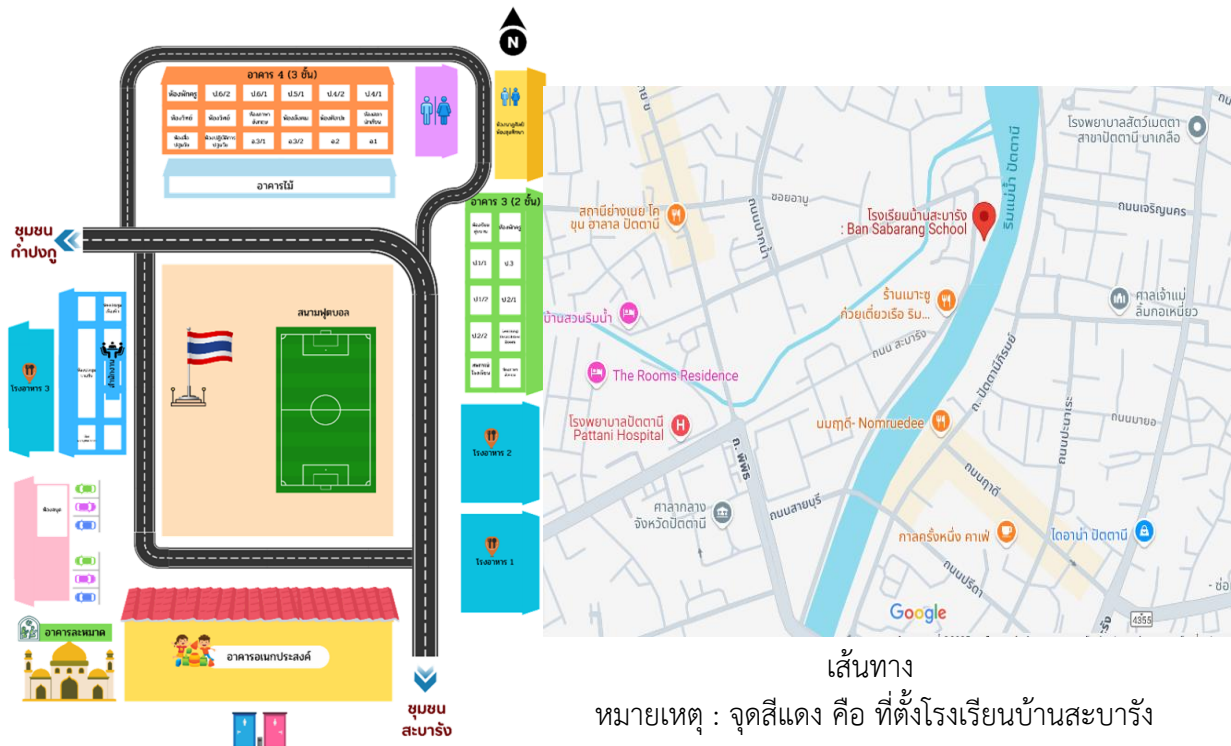 N
อาคาร 4 (3 ชั้น)
ห้องพักครู ป.6/2 ป.6/1 ป.5/1 ป.4/2 ป.4/1
อ.3/1 อ.3/2 อ.2 อ.1
อาคารไม้
อาคาร 3 (2 ชั้น)
ห้องพักครู
ป.1/1 ป.3
ป.1/2 ป.2/1
ป.2/2
ชุมชน
กำปงกู
สนามฟุตบอล
สำนักงาน
โรงอาหาร 3
โรงอาหาร 2
โรงอาหาร 1
อาคารละหมาด
อาคารอเนกประสงค์
ชุมชน
สะบารัง
โรงพยาบาลสัตว์เมตตา
สาขาปัตตานี นาเกลือ
ริมแม่น้ำ ปัตตานี
ซอยอาบู
ถนนปากน้ำ
ถนนเจริญนคร
สถานีย่างเนย โค
ขุน ฮาลาล ปัตตานี
โรงเรียนบ้านสะบารัง
: Ban Sabarang School
ร้านเมาะซู
ก๋วยเตี๋ยวเรือ ริม...
ศาลเจ้าแม่
ลิ้มกอเหนี่ยว
บ้านสวนริมน้ำ
ถนน สะบารัง
ถ. ปัตตานีภิรมย์
The Rooms Residence
โรงพยาบาลปัตตานี
Pattani Hospital
นมฤดี- Nomruedee
ถนนมายอ
ถนนปะนาเระ
ถ. พิพิธ
ถนนสายบุรี
ถนนฤาดี
ศาลากลาง
จังหวัดปัตตานี
กาลครั้งหนึ่ง คาเฟ่
ไดอาน่า ปัตตานี
ถนนปรีดา
Google
4355
เส้นทาง
หมายเหตุ : จุดสีแดง คือ ที่ตั้งโรงเรียนบ้านสะบารัง